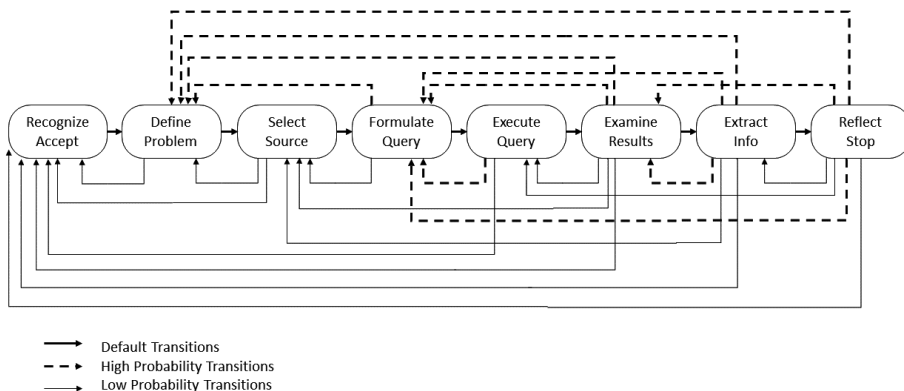 Recognize
Accept
Define
Problem
Select
Source
Formulate
Query
Execute
Query
Examine
Results
Extract
Info
Reflect
Stop
Default Transitions
High Probability Transitions
Low Probability Transitions